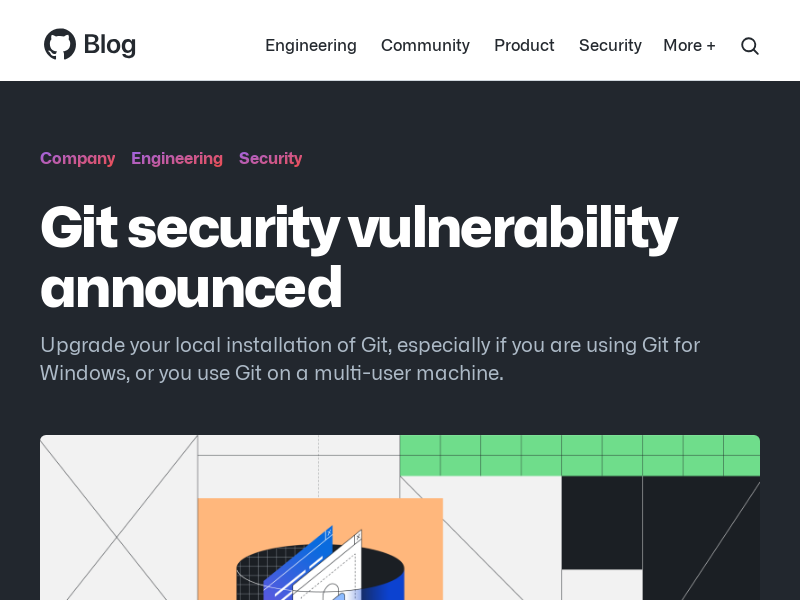 Blog
Engineering Community Product Security More +
Company Engineering Security
Git security vulnerability
announced
Upgrade your local installation of Git, especially if you are using Git for
Windows, or you use Git on a multi-user machine.